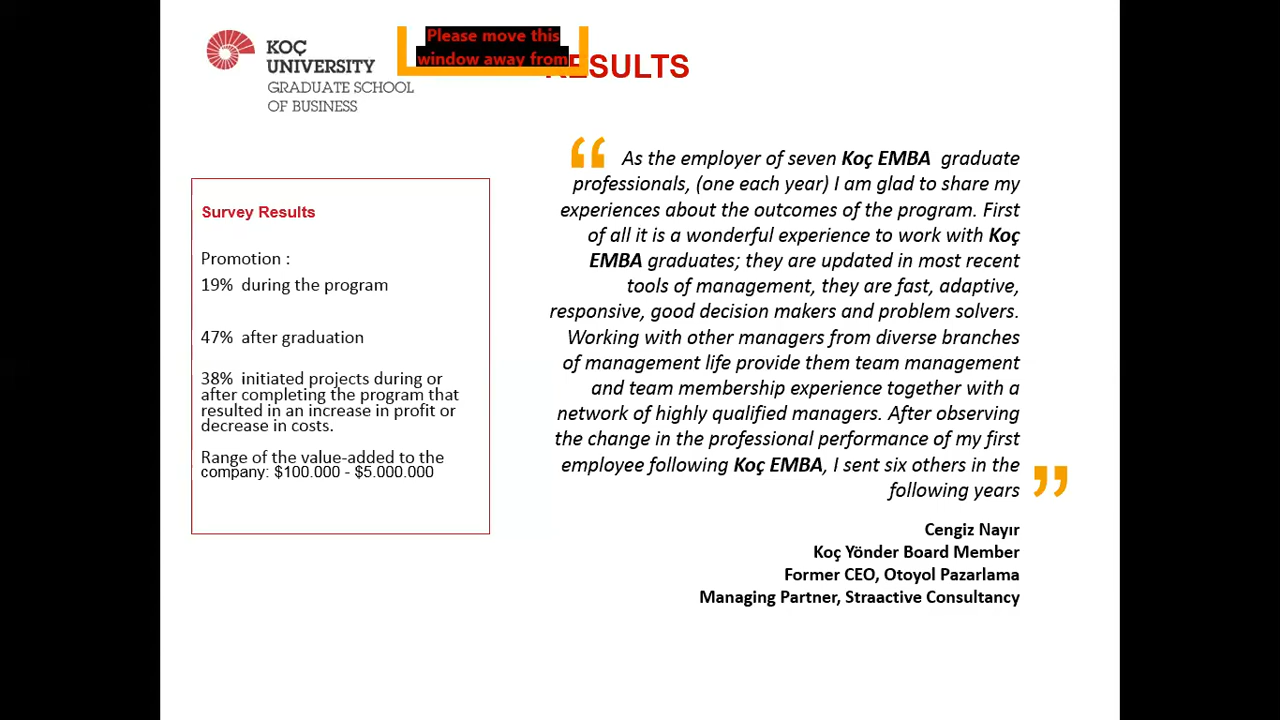 KOÇ
UNIVERSITY
GRADUATE SCHOOL
OF BUSINESS
Please move this
window away from
RESULTS
Survey Results
Promotion :
19% during the program
47% after graduation
38% initiated projects during or
after completing the program that
resulted in an increase in profit or
decrease in costs.
Range of the value-added to the
company: $100.000 - $5.000.000
“ As the employer of seven Koç EMBA graduate
professionals, (one each year) I am glad to share my
experiences about the outcomes of the program. First
of all it is a wonderful experience to work with Koç
EMBA graduates; they are updated in most recent
tools of management, they are fast, adaptive,
responsive, good decision makers and problem solvers.
Working with other managers from diverse branches
of management life provide them team management
and team membership experience together with a
network of highly qualified managers. After observing
the change in the professional performance of my first
employee following Koç EMBA, I sent six others in the
following years ”
Cengiz Nayır
Koç Yönder Board Member
Former CEO, Otoyol Pazarlama
Managing Partner, Straactive Consultancy